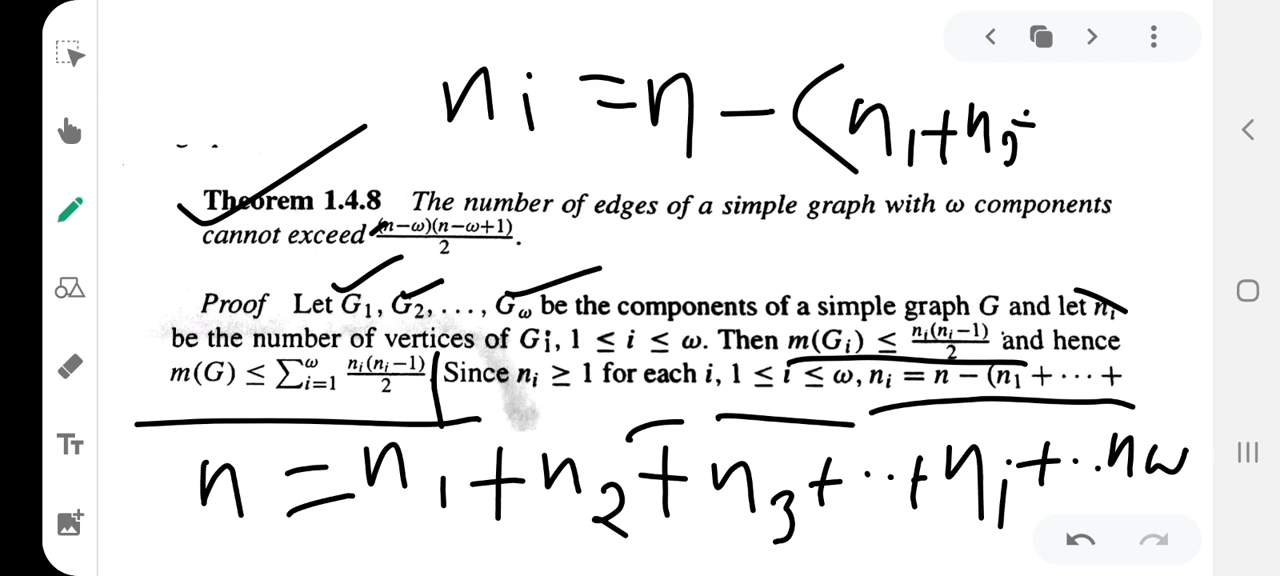 ni = n - (n1+n2+
Theorem 1.4.8 The number of edges of a simple graph with ω components
cannot exceed (n−ω)(n−ω+1)/2.
Proof Let G1, G2, ..., Gω be the components of a simple graph G and let ni
be the number of vertices of Gi, 1 ≤ i ≤ ω. Then m(Gi) ≤ ni(ni−1)/2 and hence
m(G) ≤ ∑ω i=1 ni(ni−1)/2 Since ni ≥ 1 for each i, 1 ≤ i ≤ ω, ni = n − (n1 + ··· +
n = n1 + n2 + n3 + ·· + ni + ·· nω
TT